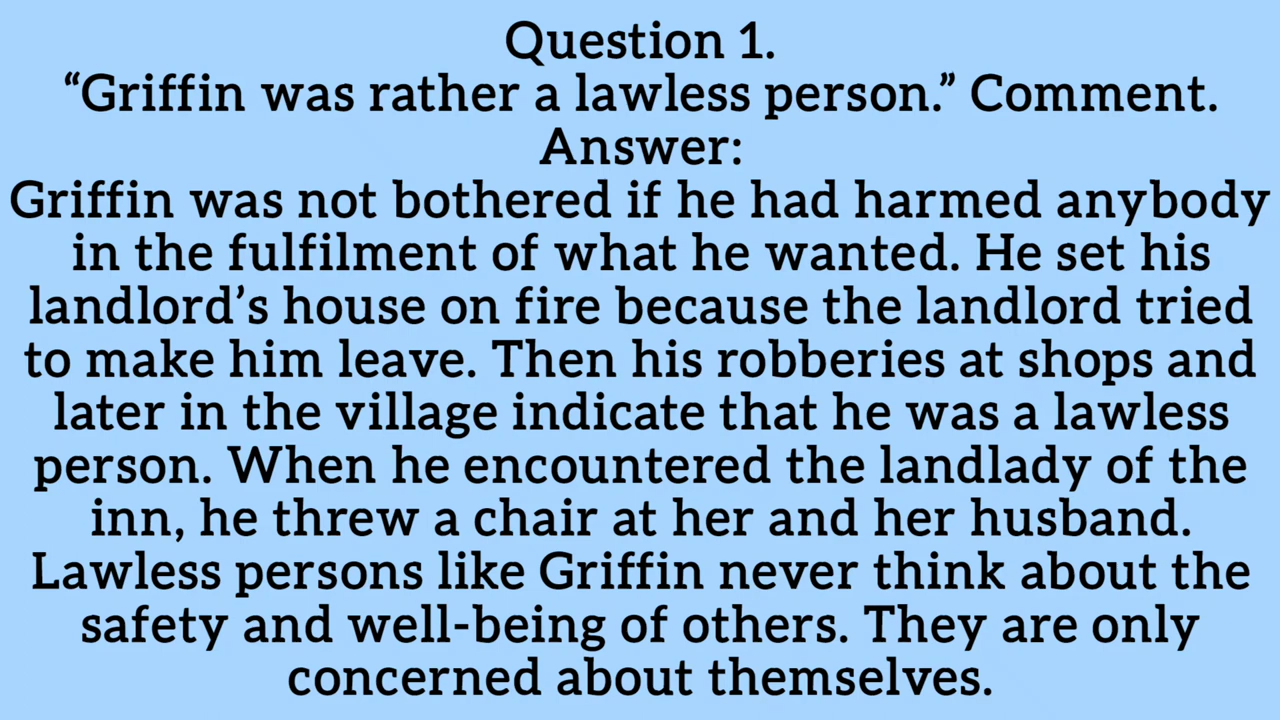 Question 1.
“Griffin was rather a lawless person.” Comment.
Answer:
Griffin was not bothered if he had harmed anybody
in the fulfilment of what he wanted. He set his
landlord’s house on fire because the landlord tried
to make him leave. Then his robberies at shops and
later in the village indicate that he was a lawless
person. When he encountered the landlady of the
inn, he threw a chair at her and her husband.
Lawless persons like Griffin never think about the
safety and well-being of others. They are only
concerned about themselves.